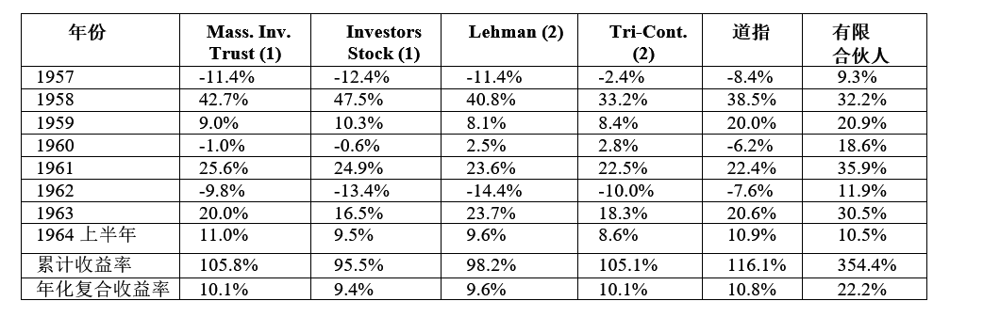 年份 Mass. Inv. Trust (1) Investors Stock (1) Lehman (2) Tri-Cont. (2) 道指 有限合伙人
1957 -11.4% -12.4% -11.4% -2.4% -8.4% 9.3%
1958 42.7% 47.5% 40.8% 33.2% 38.5% 32.2%
1959 9.0% 10.3% 8.1% 8.4% 20.0% 20.9%
1960 -1.0% -0.6% 2.5% 2.8% -6.2% 18.6%
1961 25.6% 24.9% 23.6% 22.5% 22.4% 35.9%
1962 -9.8% -13.4% -14.4% -10.0% -7.6% 11.9%
1963 20.0% 16.5% 23.7% 18.3% 20.6% 30.5%
1964 上半年 11.0% 9.5% 9.6% 8.6% 10.9% 10.5%
累计收益率 105.8% 95.5% 98.2% 105.1% 116.1% 354.4%
年化复合收益率 10.1% 9.4% 9.6% 10.1% 10.8% 22.2%